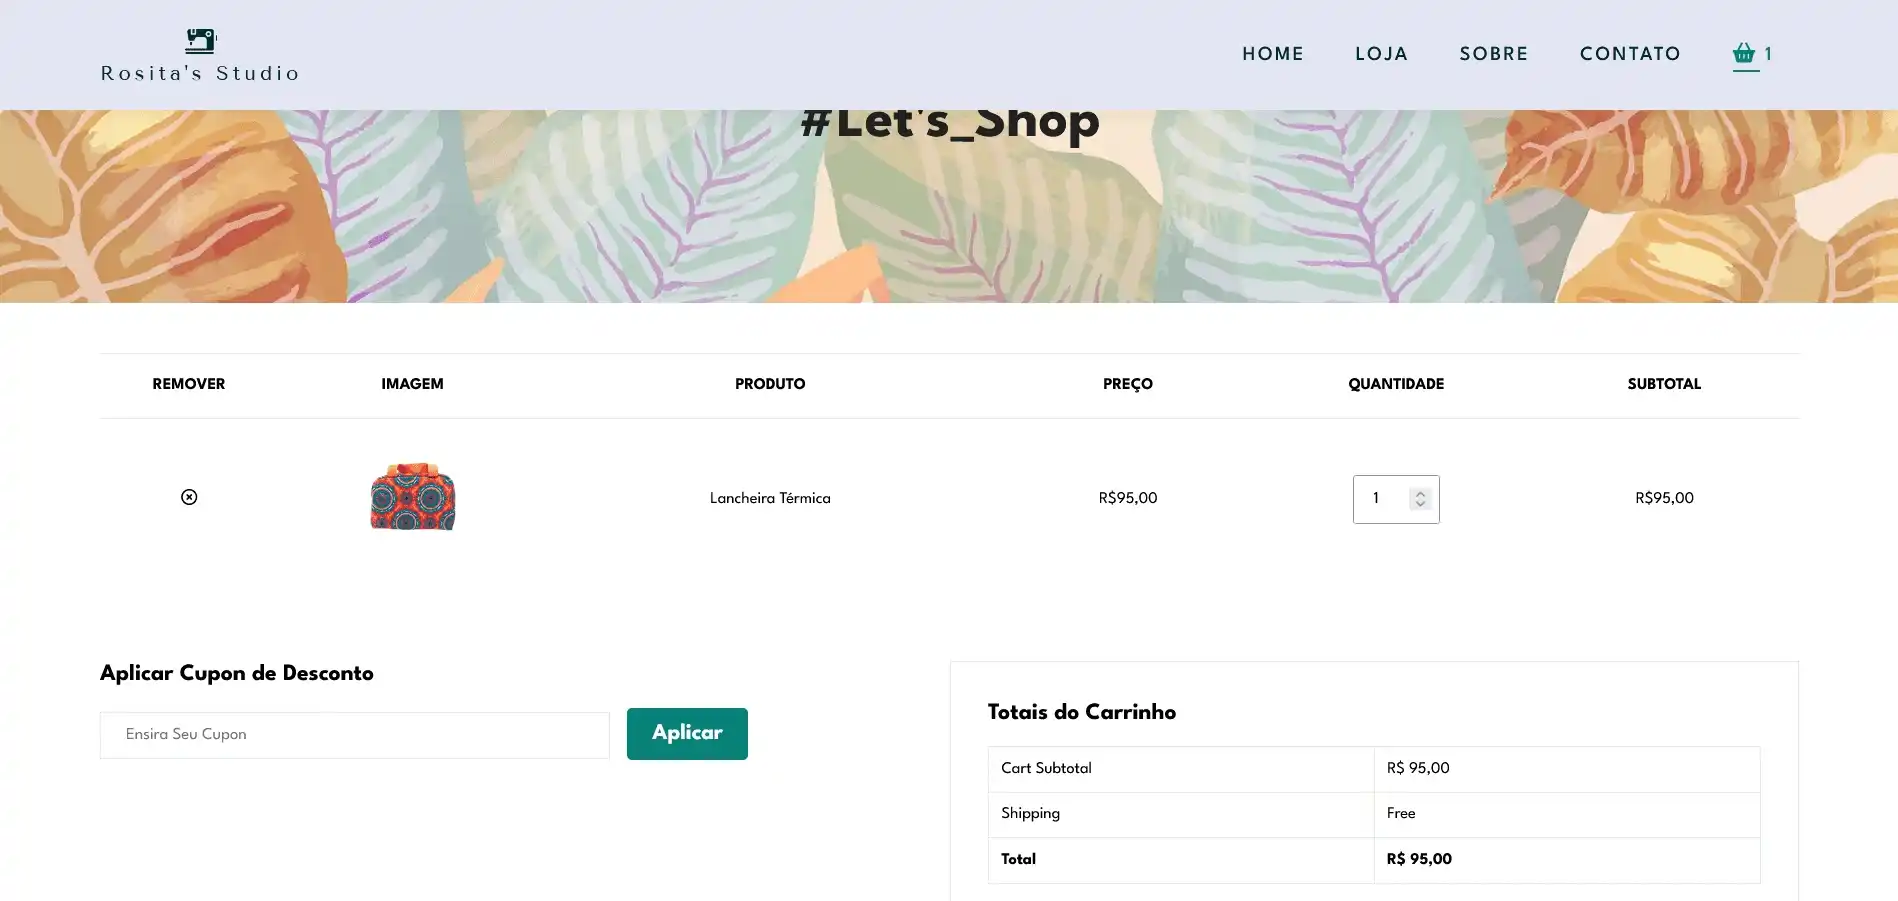 Rosita's Studio
HOME LOJA SOBRE CONTATO 1
#Let's_Shop
REMOVER IMAGEM PRODUTO PREÇO QUANTIDADE SUBTOTAL
Lancheira Térmica R$95,00 1 R$95,00
Aplicar Cupon de Desconto
Ensira Seu Cupon Aplicar
Totais do Carrinho
Cart Subtotal R$ 95,00
Shipping Free
Total R$ 95,00